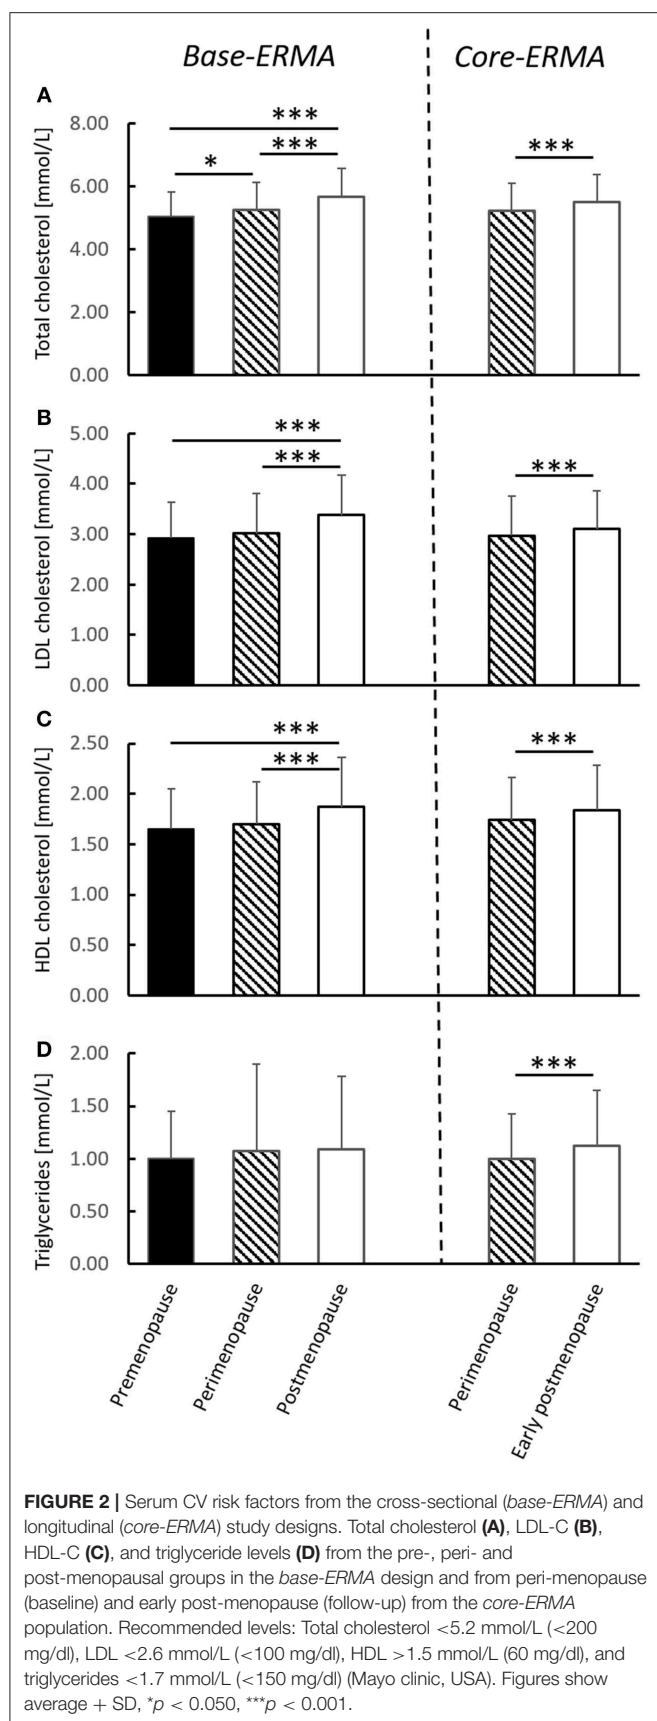 Base-ERMA
Core-ERMA
A
Total cholesterol [mmol/L]
8.00
6.00
4.00
2.00
0.00
***
***
*
***
B
LDL cholesterol [mmol/L]
5.00
4.00
3.00
2.00
1.00
0.00
***
***
***
C
HDL cholesterol [mmol/L]
2.50
2.00
1.50
1.00
0.50
0.00
***
***
***
D
Triglycerides [mmol/L]
2.00
1.50
1.00
0.50
0.00
***
Premenopause
Perimenopause
Postmenopause
Perimenopause
Early postmenopause
FIGURE 2 | Serum CV risk factors from the cross-sectional (base-ERMA) and
longitudinal (core-ERMA) study designs. Total cholesterol (A), LDL-C (B),
HDL-C (C), and triglyceride levels (D) from the pre-, peri- and
post-menopausal groups in the base-ERMA design and from peri-menopause
(baseline) and early post-menopause (follow-up) from the core-ERMA
population. Recommended levels: Total cholesterol <5.2 mmol/L (<200
mg/dl), LDL <2.6 mmol/L (<100 mg/dl), HDL >1.5 mmol/L (60 mg/dl), and
triglycerides <1.7 mmol/L (<150 mg/dl) (Mayo clinic, USA). Figures show
average + SD, *p < 0.050, ***p < 0.001.